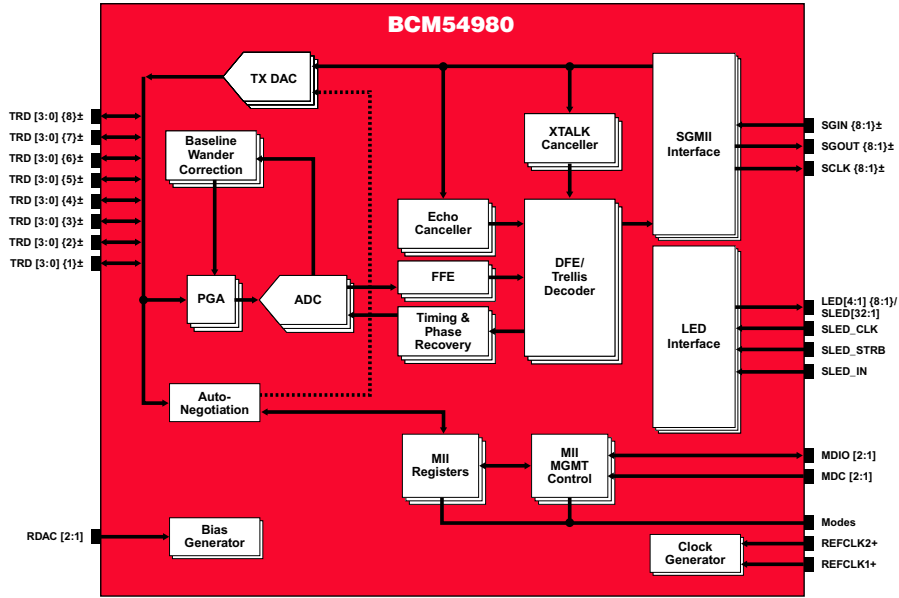 BCM54980
TX DAC
TRD [3:0] {8}±
TRD [3:0] {7}±
TRD [3:0] {6}±
TRD [3:0] {5}±
TRD [3:0] {4}±
TRD [3:0] {3}±
TRD [3:0] {2}±
TRD [3:0] {1}±
Baseline
Wander
Correction
XTALK
Canceller
SGMII
Interface
SGIN {8:1}±
SGOUT {8:1}±
SCLK {8:1}±
Echo
Canceller
FFE
Timing &
Phase
Recovery
DFE/
Trellis
Decoder
PGA
ADC
LED
Interface
LED[4:1] {8:1}/
SLED[32:1]
SLED_CLK
SLED_STRB
SLED_IN
Auto-
Negotiation
MII
Registers
MII
MGMT
Control
MDIO [2:1]
MDC [2:1]
Modes
RDAC [2:1]
Bias
Generator
Clock
Generator
REFCLK2+
REFCLK1+